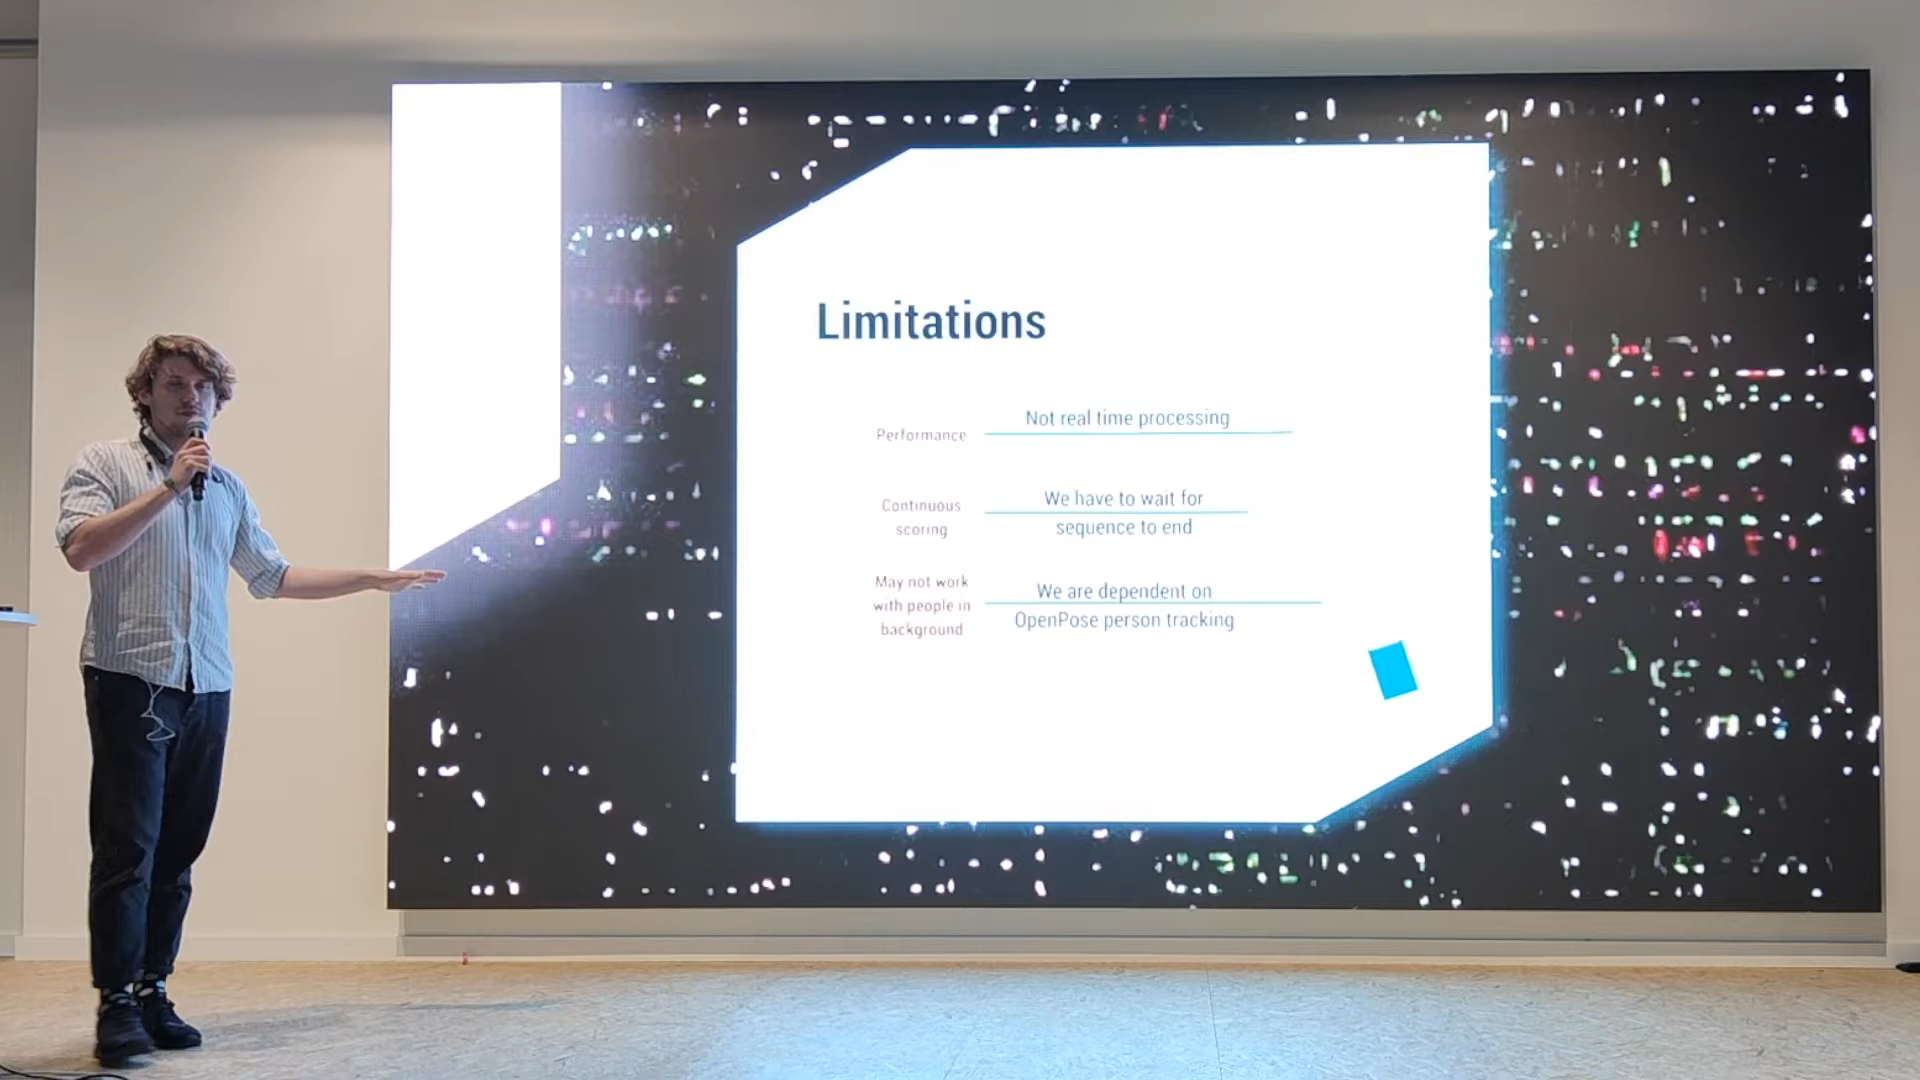 Limitations
Performance
Not real time processing
Continuous
scoring
We have to wait for
sequence to end
May not work
with people in
background
We are dependent on
OpenPose person tracking